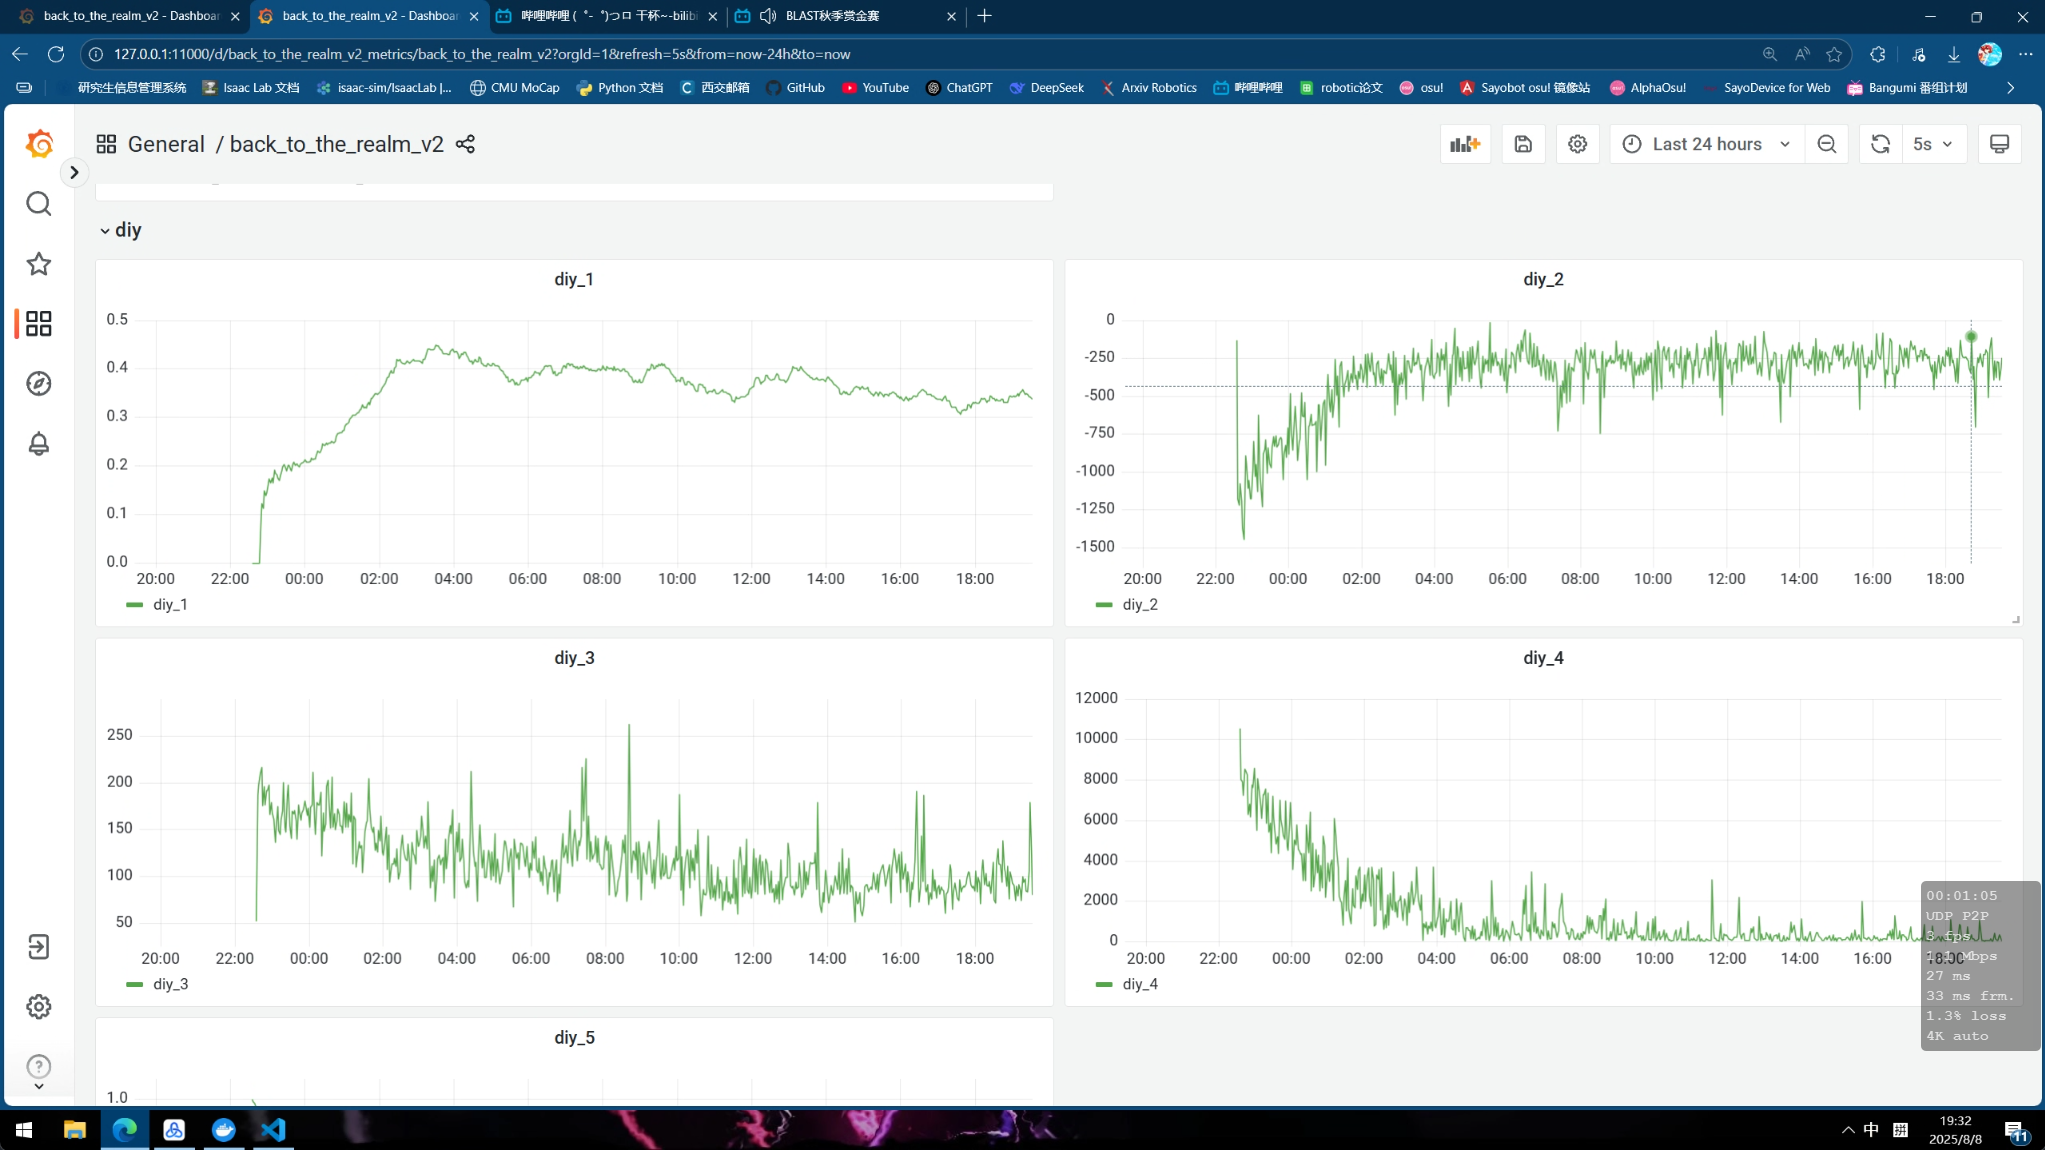 back_to_the_realm_v2 - Dashboar
back_to_the_realm_v2 - Dashboar
哔哩哔哩 (゜-゜)つロ 干杯~-bilibi
BLAST秋季赏金赛
127.0.0.1:11000/d/back_to_the_realm_v2_metrics/back_to_the_realm_v2?orgId=1&refresh=5s&from=now-24h&to=now
研究生信息管理系统
Isaac Lab 文档
isaac-sim/IsaacLab |...
CMU MoCap
Python 文档
西交邮箱
GitHub
YouTube
ChatGPT
DeepSeek
Arxiv Robotics
哔哩哔哩
robotic论文
osu!
Sayobot osu! 镜像站
AlphaOsu!
SayoDevice for Web
Bangumi 番组计划
General / back_to_the_realm_v2
Last 24 hours
5s
diy
diy_1
0.5
0.4
0.3
0.2
0.1
0.0
20:00 22:00 00:00 02:00 04:00 06:00 08:00 10:00 12:00 14:00 16:00 18:00
diy_1
diy_2
0
-250
-500
-750
-1000
-1250
-1500
20:00 22:00 00:00 02:00 04:00 06:00 08:00 10:00 12:00 14:00 16:00 18:00
diy_2
diy_3
250
200
150
100
50
20:00 22:00 00:00 02:00 04:00 06:00 08:00 10:00 12:00 14:00 16:00 18:00
diy_3
diy_4
12000
10000
8000
6000
4000
2000
0
20:00 22:00 00:00 02:00 04:00 06:00 08:00 10:00 12:00 14:00 16:00 18:00
diy_4
00:01:05
UDP P2P
fps
Mbps
27 ms
33 ms frm.
1.3% loss
4K auto
diy_5
1.0
中
拼
19:32
2025/8/8
11